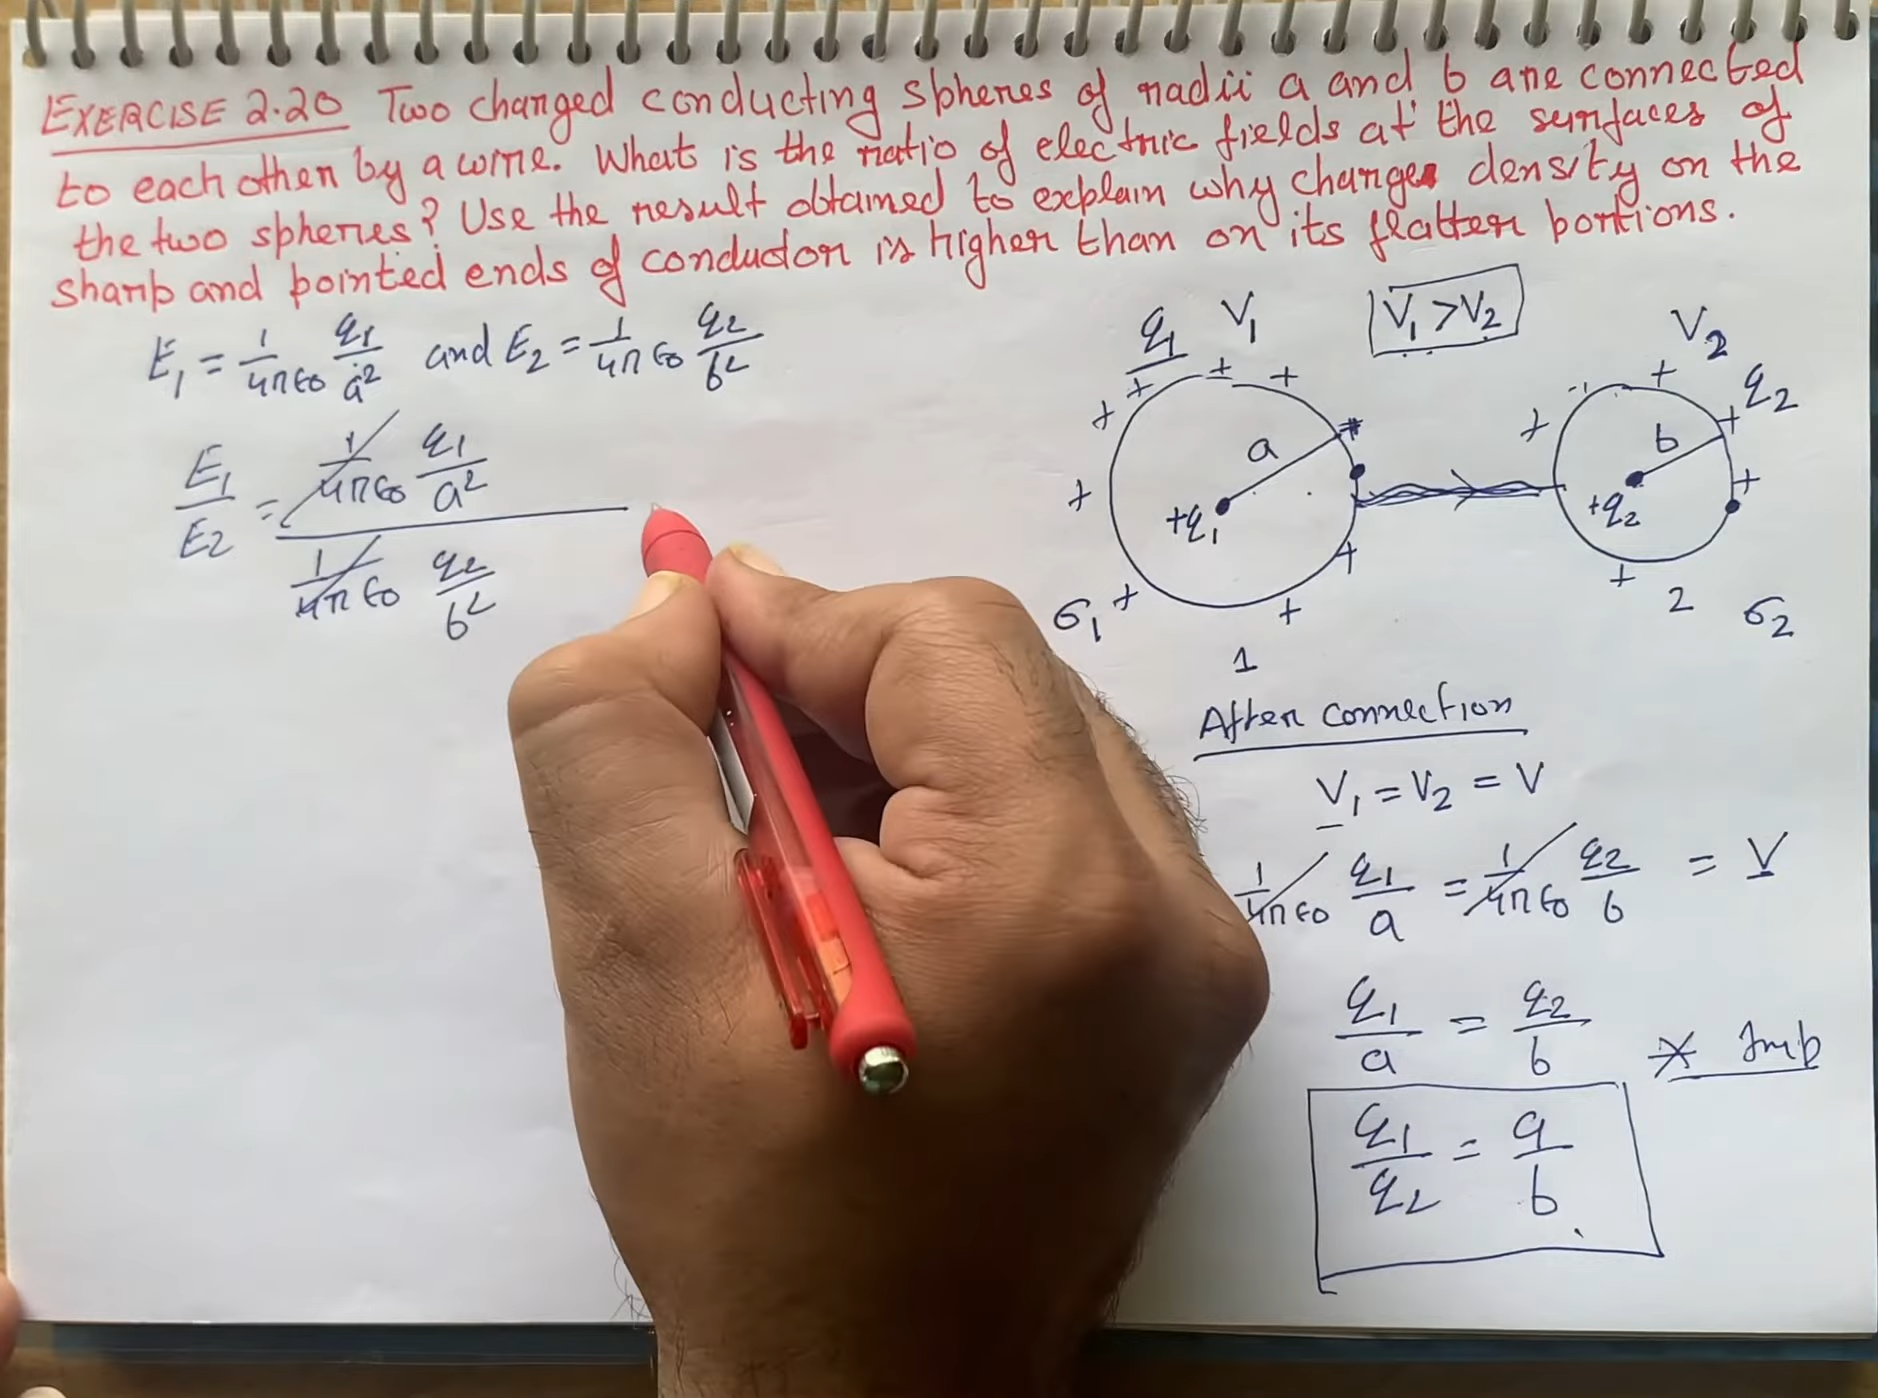 EXERCISE 2.20 Two charged conducting spheres of radii a and b are connected
to each other by a wire. What is the ratio of electric fields at the surfaces of
the two spheres? Use the result obtained to explain why charge density on the
sharp and pointed ends of conductor is higher than on its flatter portions.
E₁ = 1/4πε₀ q₁/a² and E₂ = 1/4πε₀ q₂/b²
E₁/E₂ = (1/4πε₀ q₁/a²)/(1/4πε₀ q₂/b²)
q₁ V₁
V₁ > V₂
V₂
q₂
+ + + + + + + + +
+ + + + +
a
b
+q₁
+q₂
σ₁
1
2
σ₂
After connection
V₁ = V₂ = V
1/4πε₀ q₁/a = 1/4πε₀ q₂/b = V
q₁/a = q₂/b
* Imp
q₁/q₂ = a/b